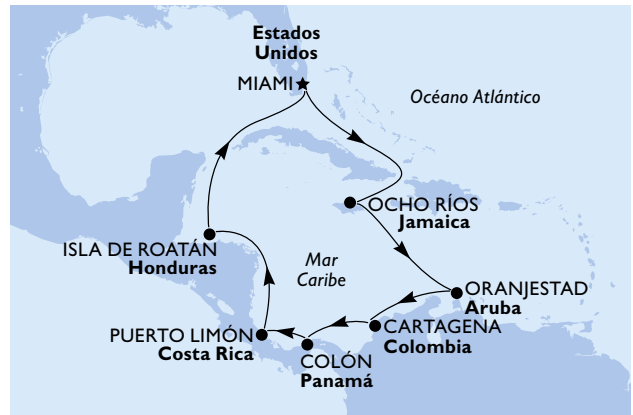 Estados
Unidos
MIAMI
Océano Atlántico
OCHO RÍOS
Jamaica
ISLA DE ROATÁN
Honduras
Mar
Caribe
ORANJESTAD
Aruba
PUERTO LIMÓN
Costa Rica
CARTAGENA
Colombia
COLÓN
Panamá